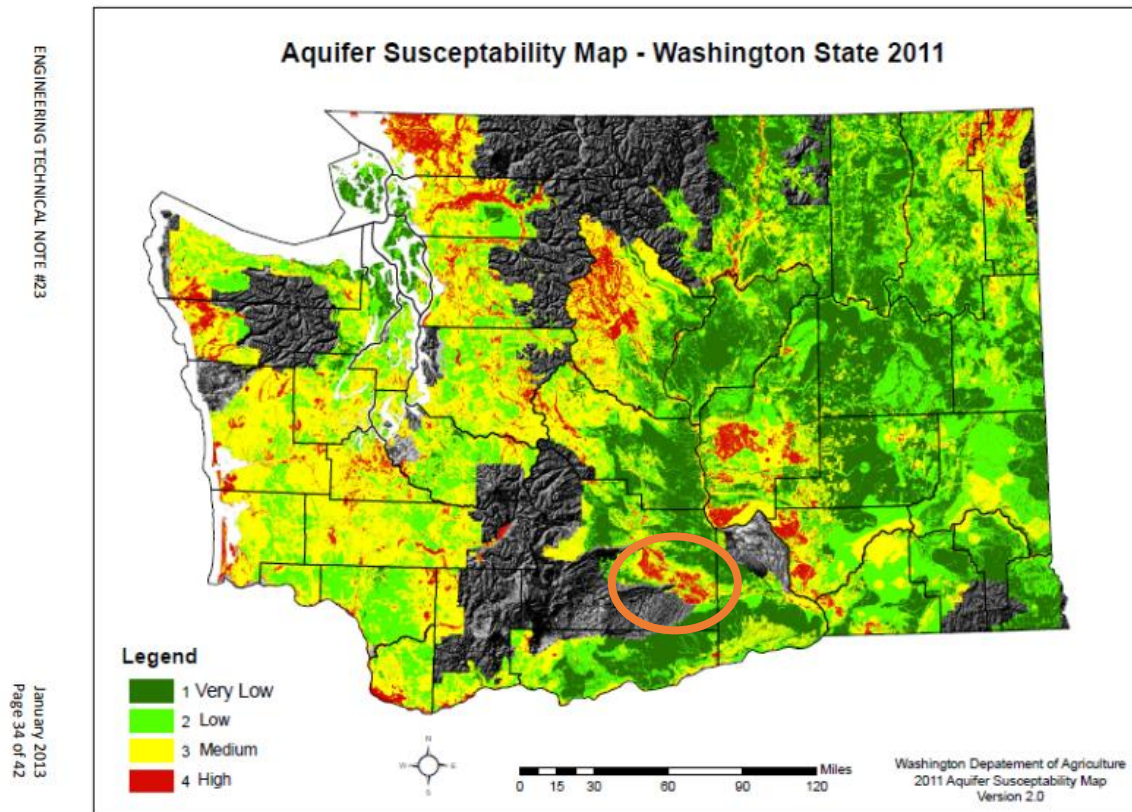 ENGINEERING TECHNICAL NOTE #23
Aquifer Susceptability Map - Washington State 2011
Legend
1 Very Low
2 Low
3 Medium
4 High
N
W E
S
0 15 30 60 90 120 Miles
Washington Depatement of Agriculture
2011 Aquifer Susceptability Map
Version 2.0
January 2013
Page 34 of 42